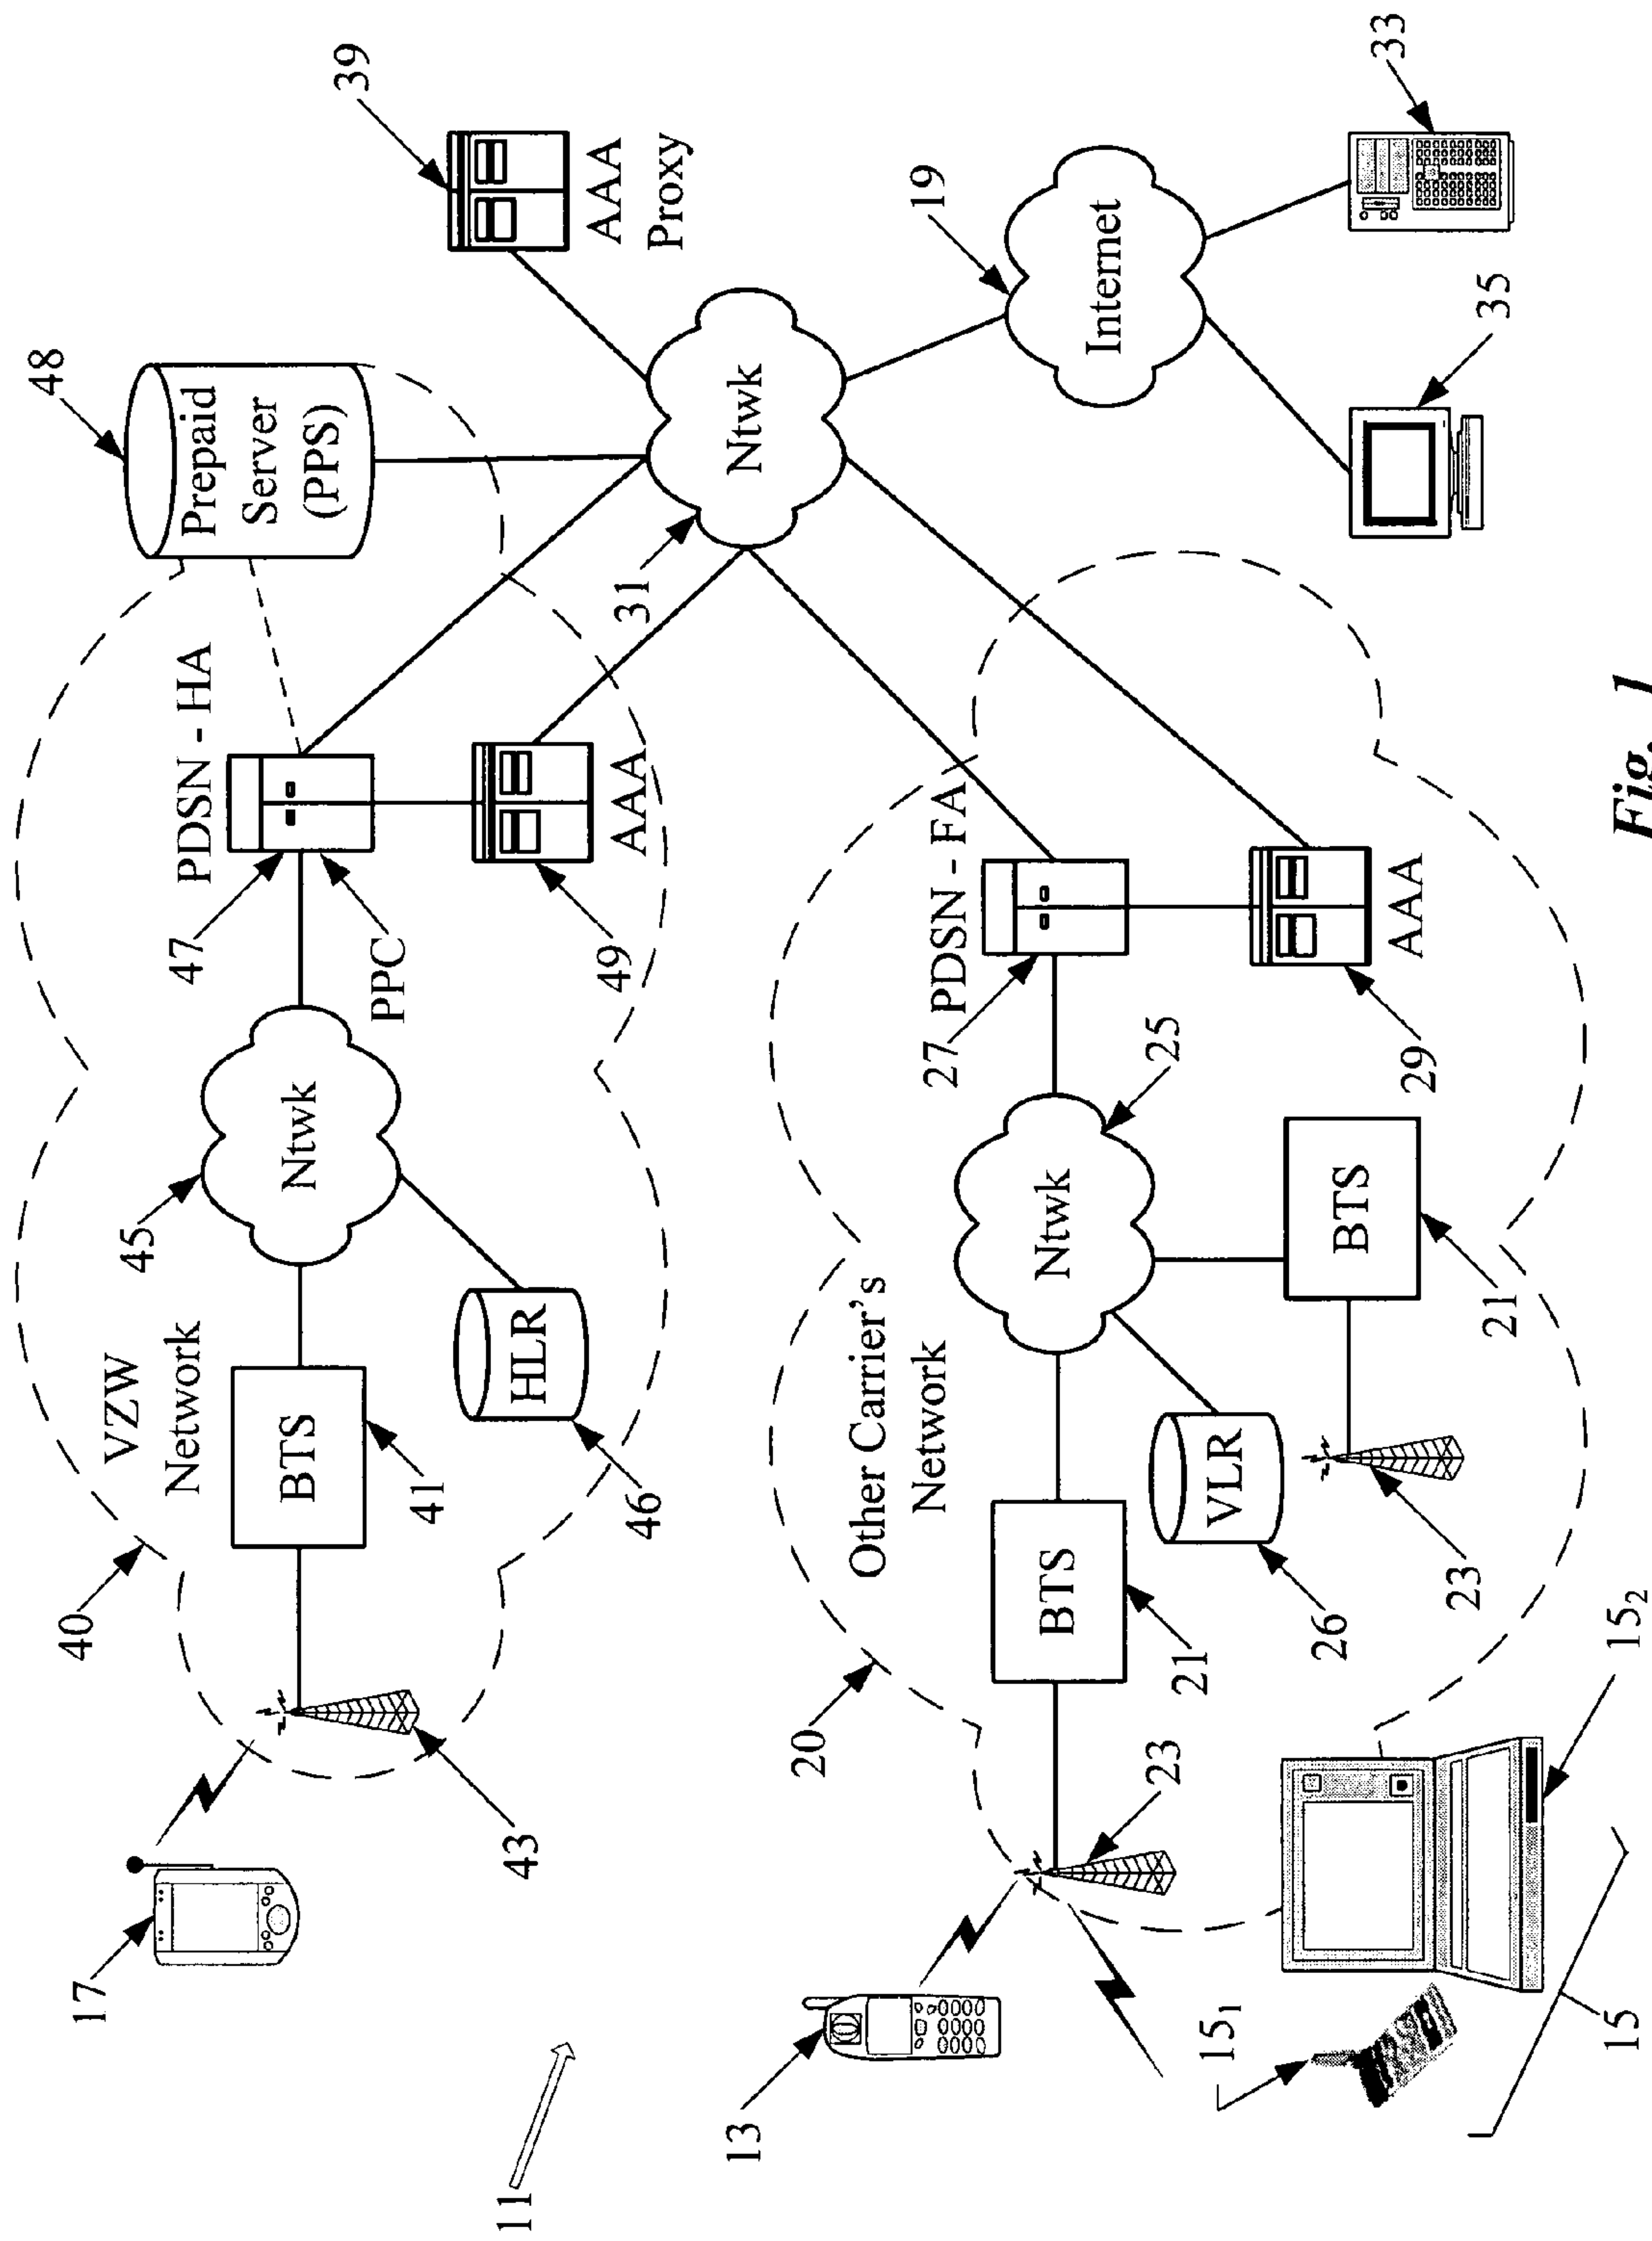 11
17
40
43
VZW
Network
BTS
41
45
Ntwk
HLR
46
47
PPC
PDSN - HA
49
AAA
48
Prepaid
Server
(PPS)
39
AAA
Proxy
31
Ntwk
19
Internet
33
35
13
15₁
15
15₂
20
23
Other Carrier's
Network
BTS
21
VLR
26
23
Ntwk
25
BTS
21
27
PDSN - FA
29
AAA
Fig. 1